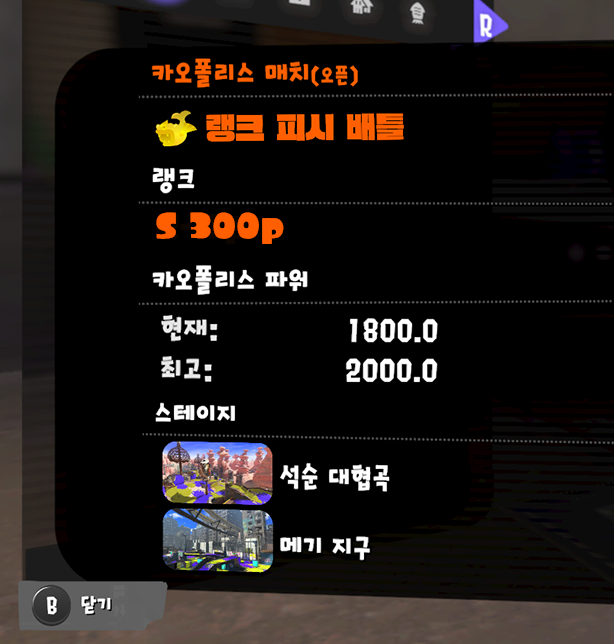 R
카오폴리스 매치(오픈)
랭크 피시 배틀
랭크
S 300p
카오폴리스 파워
현재: 1800.0
최고: 2000.0
스테이지
석순 대협곡
메기 지구
B 닫기